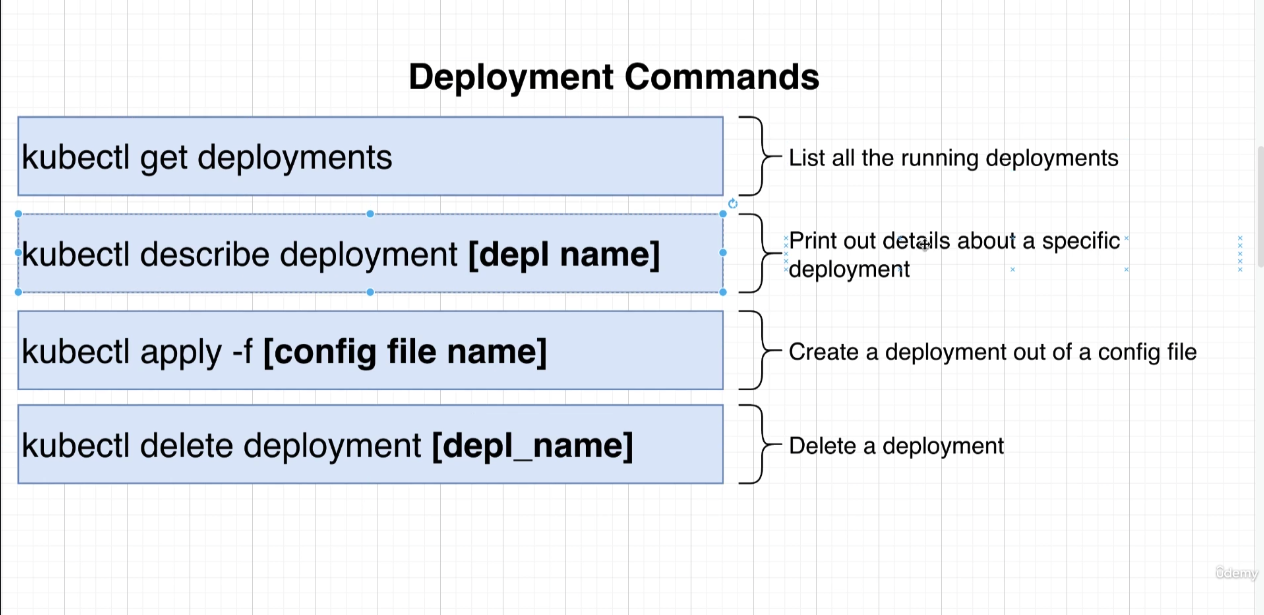 Deployment Commands
kubectl get deployments
List all the running deployments
kubectl describe deployment [depl name]
Print out details about a specific
deployment
kubectl apply -f [config file name]
Create a deployment out of a config file
kubectl delete deployment [depl_name]
Delete a deployment
ûdemy